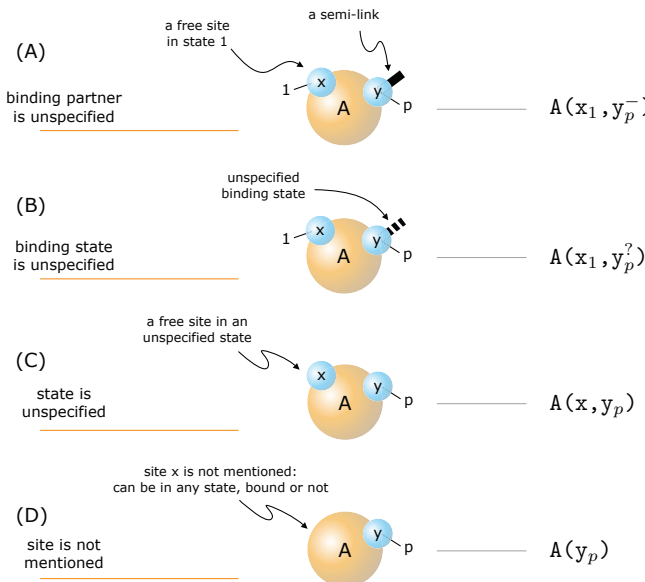 a semi-link
a free site
in state 1
(A)
x
y
1
A
p
binding partner
is unspecified
A(x₁,y⁻ₚ)
unspecified
binding state
(B)
x
y
1
A
p
binding state
is unspecified
A(x₁,y?ₚ)
a free site in an
unspecified state
(C)
x
y
A
p
state is
unspecified
A(x,yₚ)
site x is not mentioned:
can be in any state, bound or not
(D)
y
A
p
site is not
mentioned
A(yₚ)